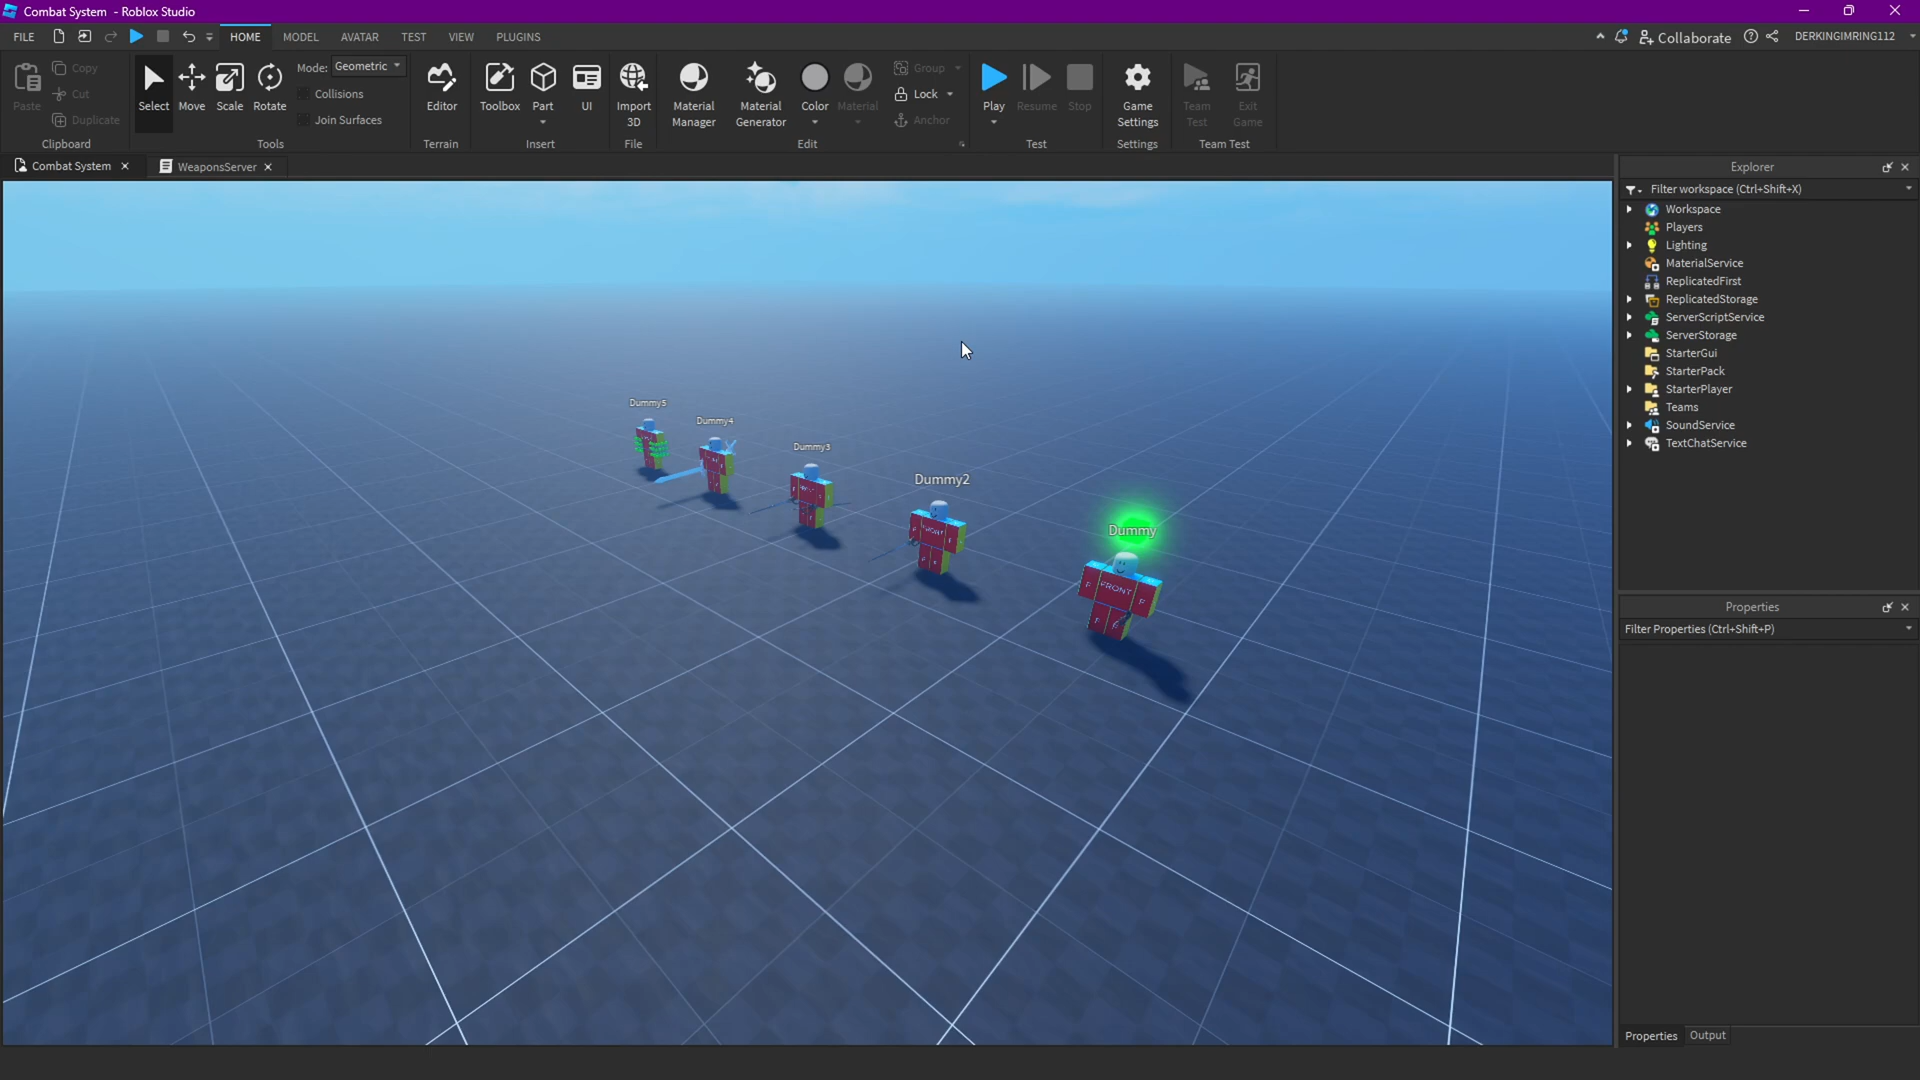 Combat System - Roblox Studio
FILE HOME MODEL AVATAR TEST VIEW PLUGINS
Collaborate DERKINGIMRING112
Paste
Copy
Cut
Duplicate
Clipboard
Select Move Scale Rotate
Mode: Geometric
Collisions
Join Surfaces
Tools
Editor
Terrain
Toolbox Part UI
Insert
Import
3D
File
Material
Manager
Material
Generator
Color Material
Group
Lock
Anchor
Edit
Play Resume Stop
Test
Game
Settings
Settings
Team
Test
Exit
Game
Team Test
Combat System
WeaponsServer
Dummy5
Dummy4
Dummy3
Dummy2
Dummy
FRONT
FRONT
Explorer
Filter workspace (Ctrl+Shift+X)
Workspace
Players
Lighting
MaterialService
ReplicatedFirst
ReplicatedStorage
ServerScriptService
ServerStorage
StarterGui
StarterPack
StarterPlayer
Teams
SoundService
TextChatService
Properties
Filter Properties (Ctrl+Shift+P)
Properties Output